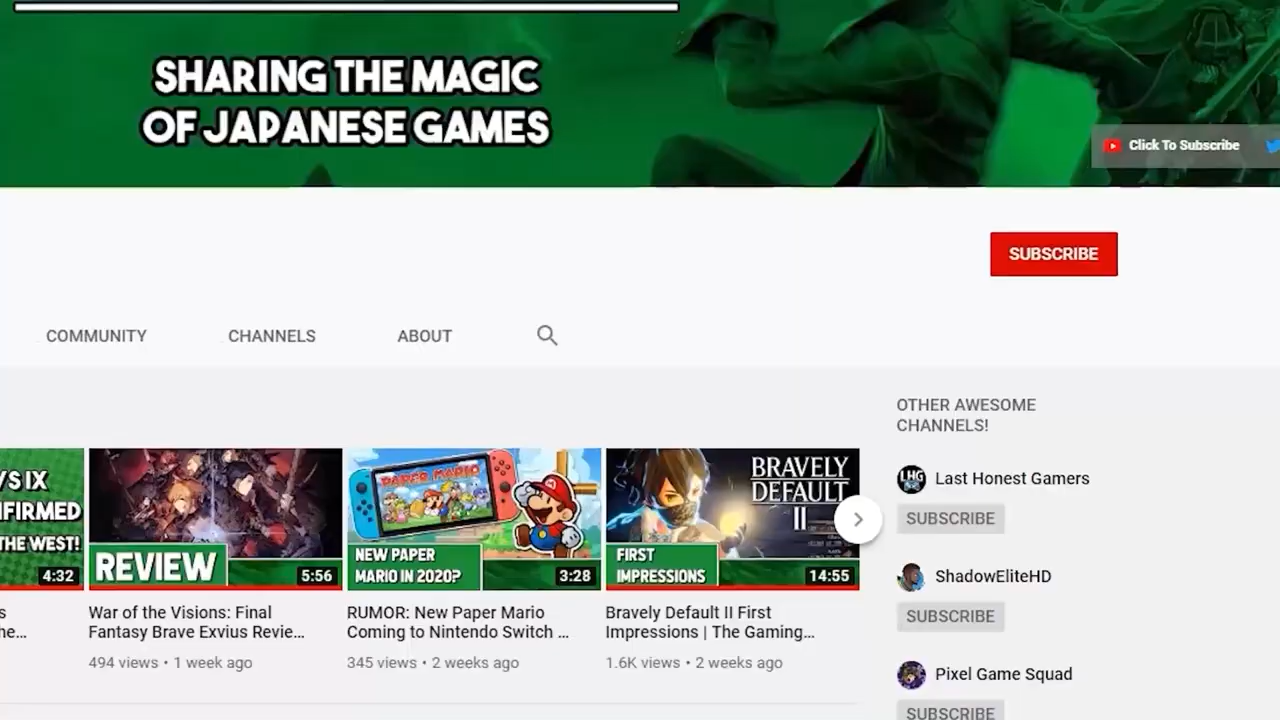 SHARING THE MAGIC
OF JAPANESE GAMES
Click To Subscribe
SUBSCRIBE
COMMUNITY
CHANNELS
ABOUT
OTHER AWESOME
CHANNELS!
Last Honest Gamers
SUBSCRIBE
ShadowEliteHD
SUBSCRIBE
Pixel Game Squad
SUBSCRIBE
IX
THE WEST!
4:32
REVIEW
5:56
War of the Visions: Final
Fantasy Brave Exvius Revie...
494 views • 1 week ago
PAPER MARIO
NEW PAPER
MARIO IN 2020?
3:28
RUMOR: New Paper Mario
Coming to Nintendo Switch ...
345 views • 2 weeks ago
BRAVELY
DEFAULT
II
FIRST
IMPRESSIONS
14:55
Bravely Default II First
Impressions | The Gaming...
1.6K views • 2 weeks ago